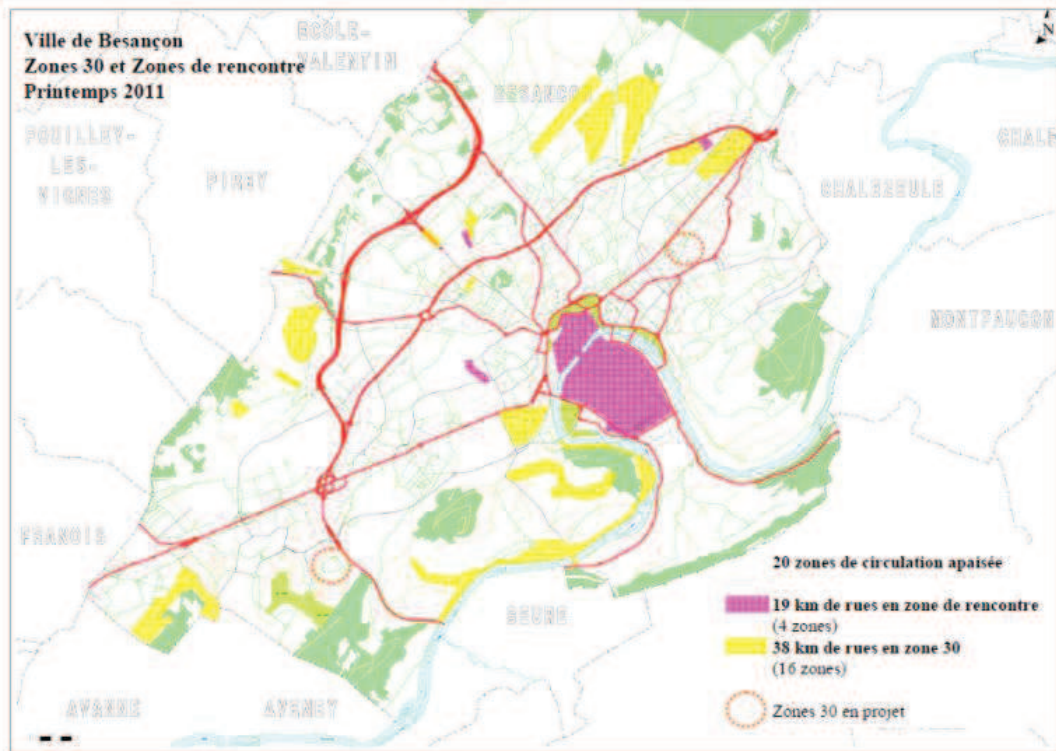 Ville de Besançon
Zones 30 et Zones de rencontre
Printemps 2011
ECOLE-
VALENTIN
BESANCON
POUILLEY-
LES-
VIGNES
PIREY
CHALEZEULE
MONTFAUCON
FRANOIS
BEURE
AVANNE
AVENEY
N
20 zones de circulation apaisée
19 km de rues en zone de rencontre
(4 zones)
38 km de rues en zone 30
(16 zones)
Zones 30 en projet